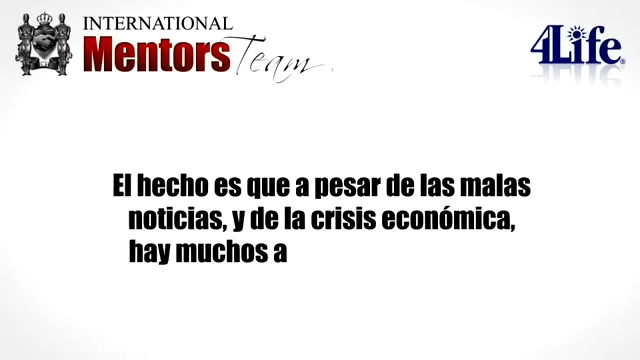 INTERNATIONAL
Mentors Team
4Life®
El hecho es que a pesar de las malas
noticias, y de la crisis económica,
hay muchos a